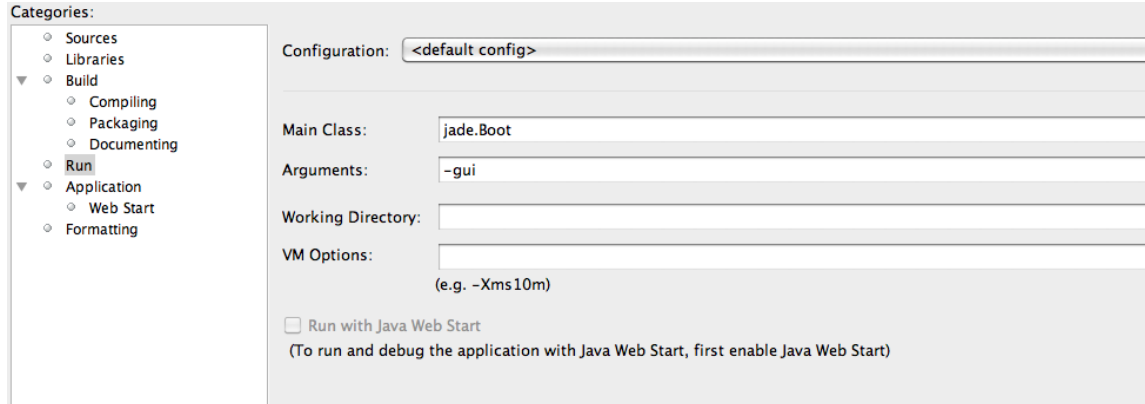 Categories:
Sources
Libraries
Build
Compiling
Packaging
Documenting
Run
Application
Web Start
Formatting
Configuration: <default config>
Main Class: jade.Boot
Arguments: -gui
Working Directory:
VM Options:
(e.g. -Xms10m)
Run with Java Web Start
(To run and debug the application with Java Web Start, first enable Java Web Start)